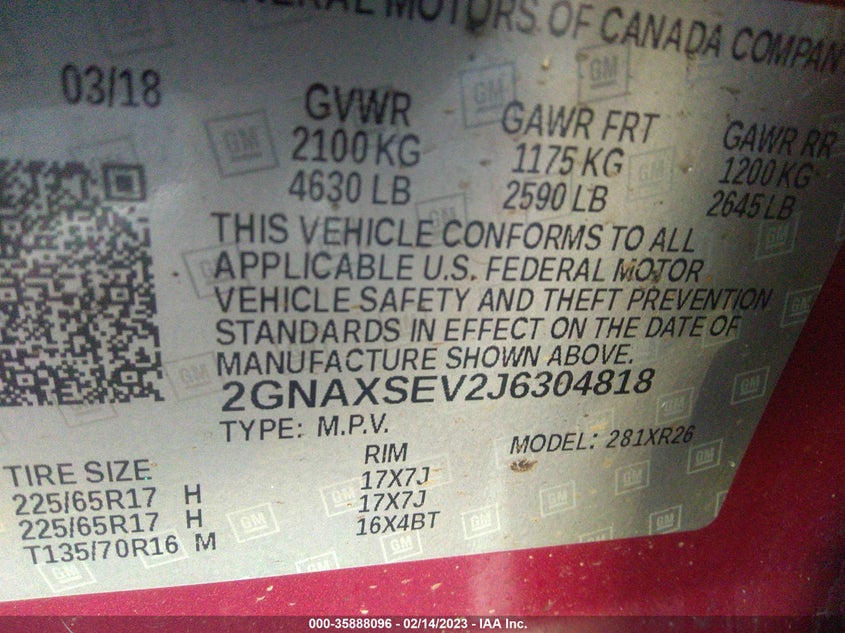 GENERAL MOTORS OF CANADA COMPANY
03/18
GVWR GAWR FRT GAWR RR
2100 KG 1175 KG 1200 KG
4630 LB 2590 LB 2645 LB
THIS VEHICLE CONFORMS TO ALL
APPLICABLE U.S. FEDERAL MOTOR
VEHICLE SAFETY AND THEFT PREVENTION
STANDARDS IN EFFECT ON THE DATE OF
MANUFACTURE SHOWN ABOVE.
2GNAXSEV2J6304818
TYPE: M.P.V.
MODEL: 281XR26
TIRE SIZE RIM
225/65R17 H 17X7J
225/65R17 H 17X7J
T135/70R16 M 16X4BT
000-35888096 - 02/14/2023 - IAA Inc.